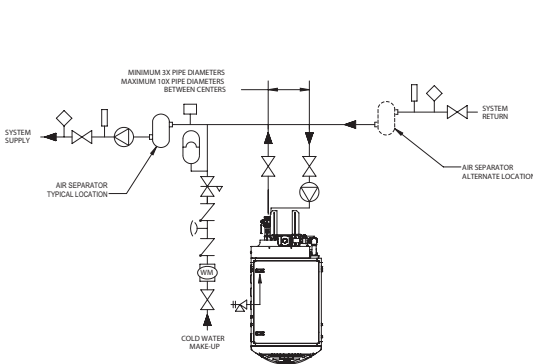 MINIMUM 3X PIPE DIAMETERS
MAXIMUM 10X PIPE DIAMETERS
BETWEEN CENTERS
SYSTEM
RETURN
SYSTEM
SUPPLY
AIR SEPARATOR
TYPICAL LOCATION
AIR SEPARATOR
ALTERNATE LOCATION
WM
COLD WATER
MAKE-UP